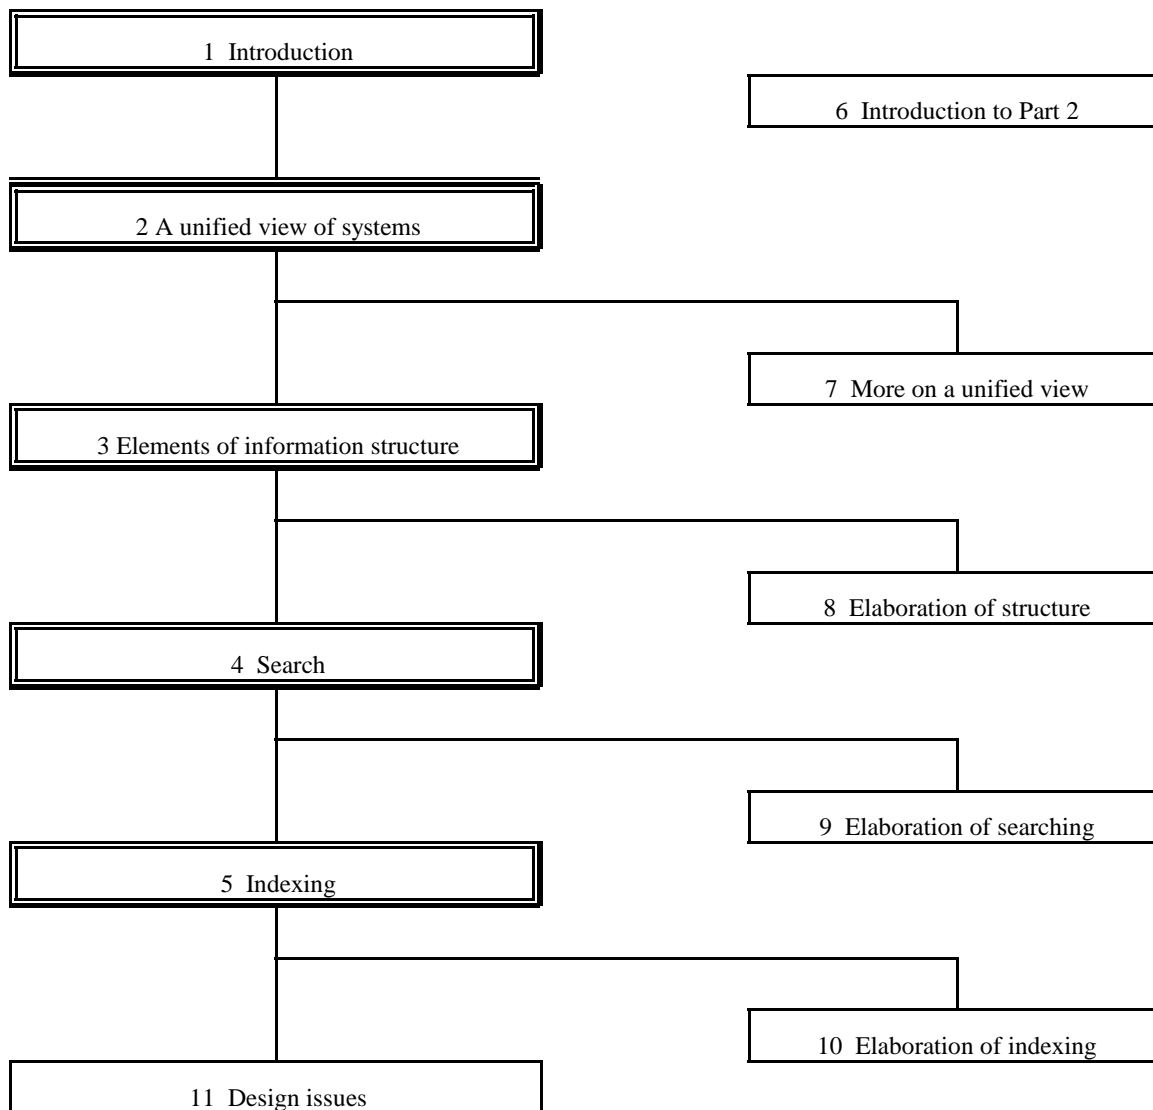 1  Introduction
6  Introduction to Part 2
2 A unified view of systems
7  More on a unified view
3 Elements of information structure
8  Elaboration of structure
4  Search
9  Elaboration of searching
5  Indexing
10  Elaboration of indexing
11  Design issues